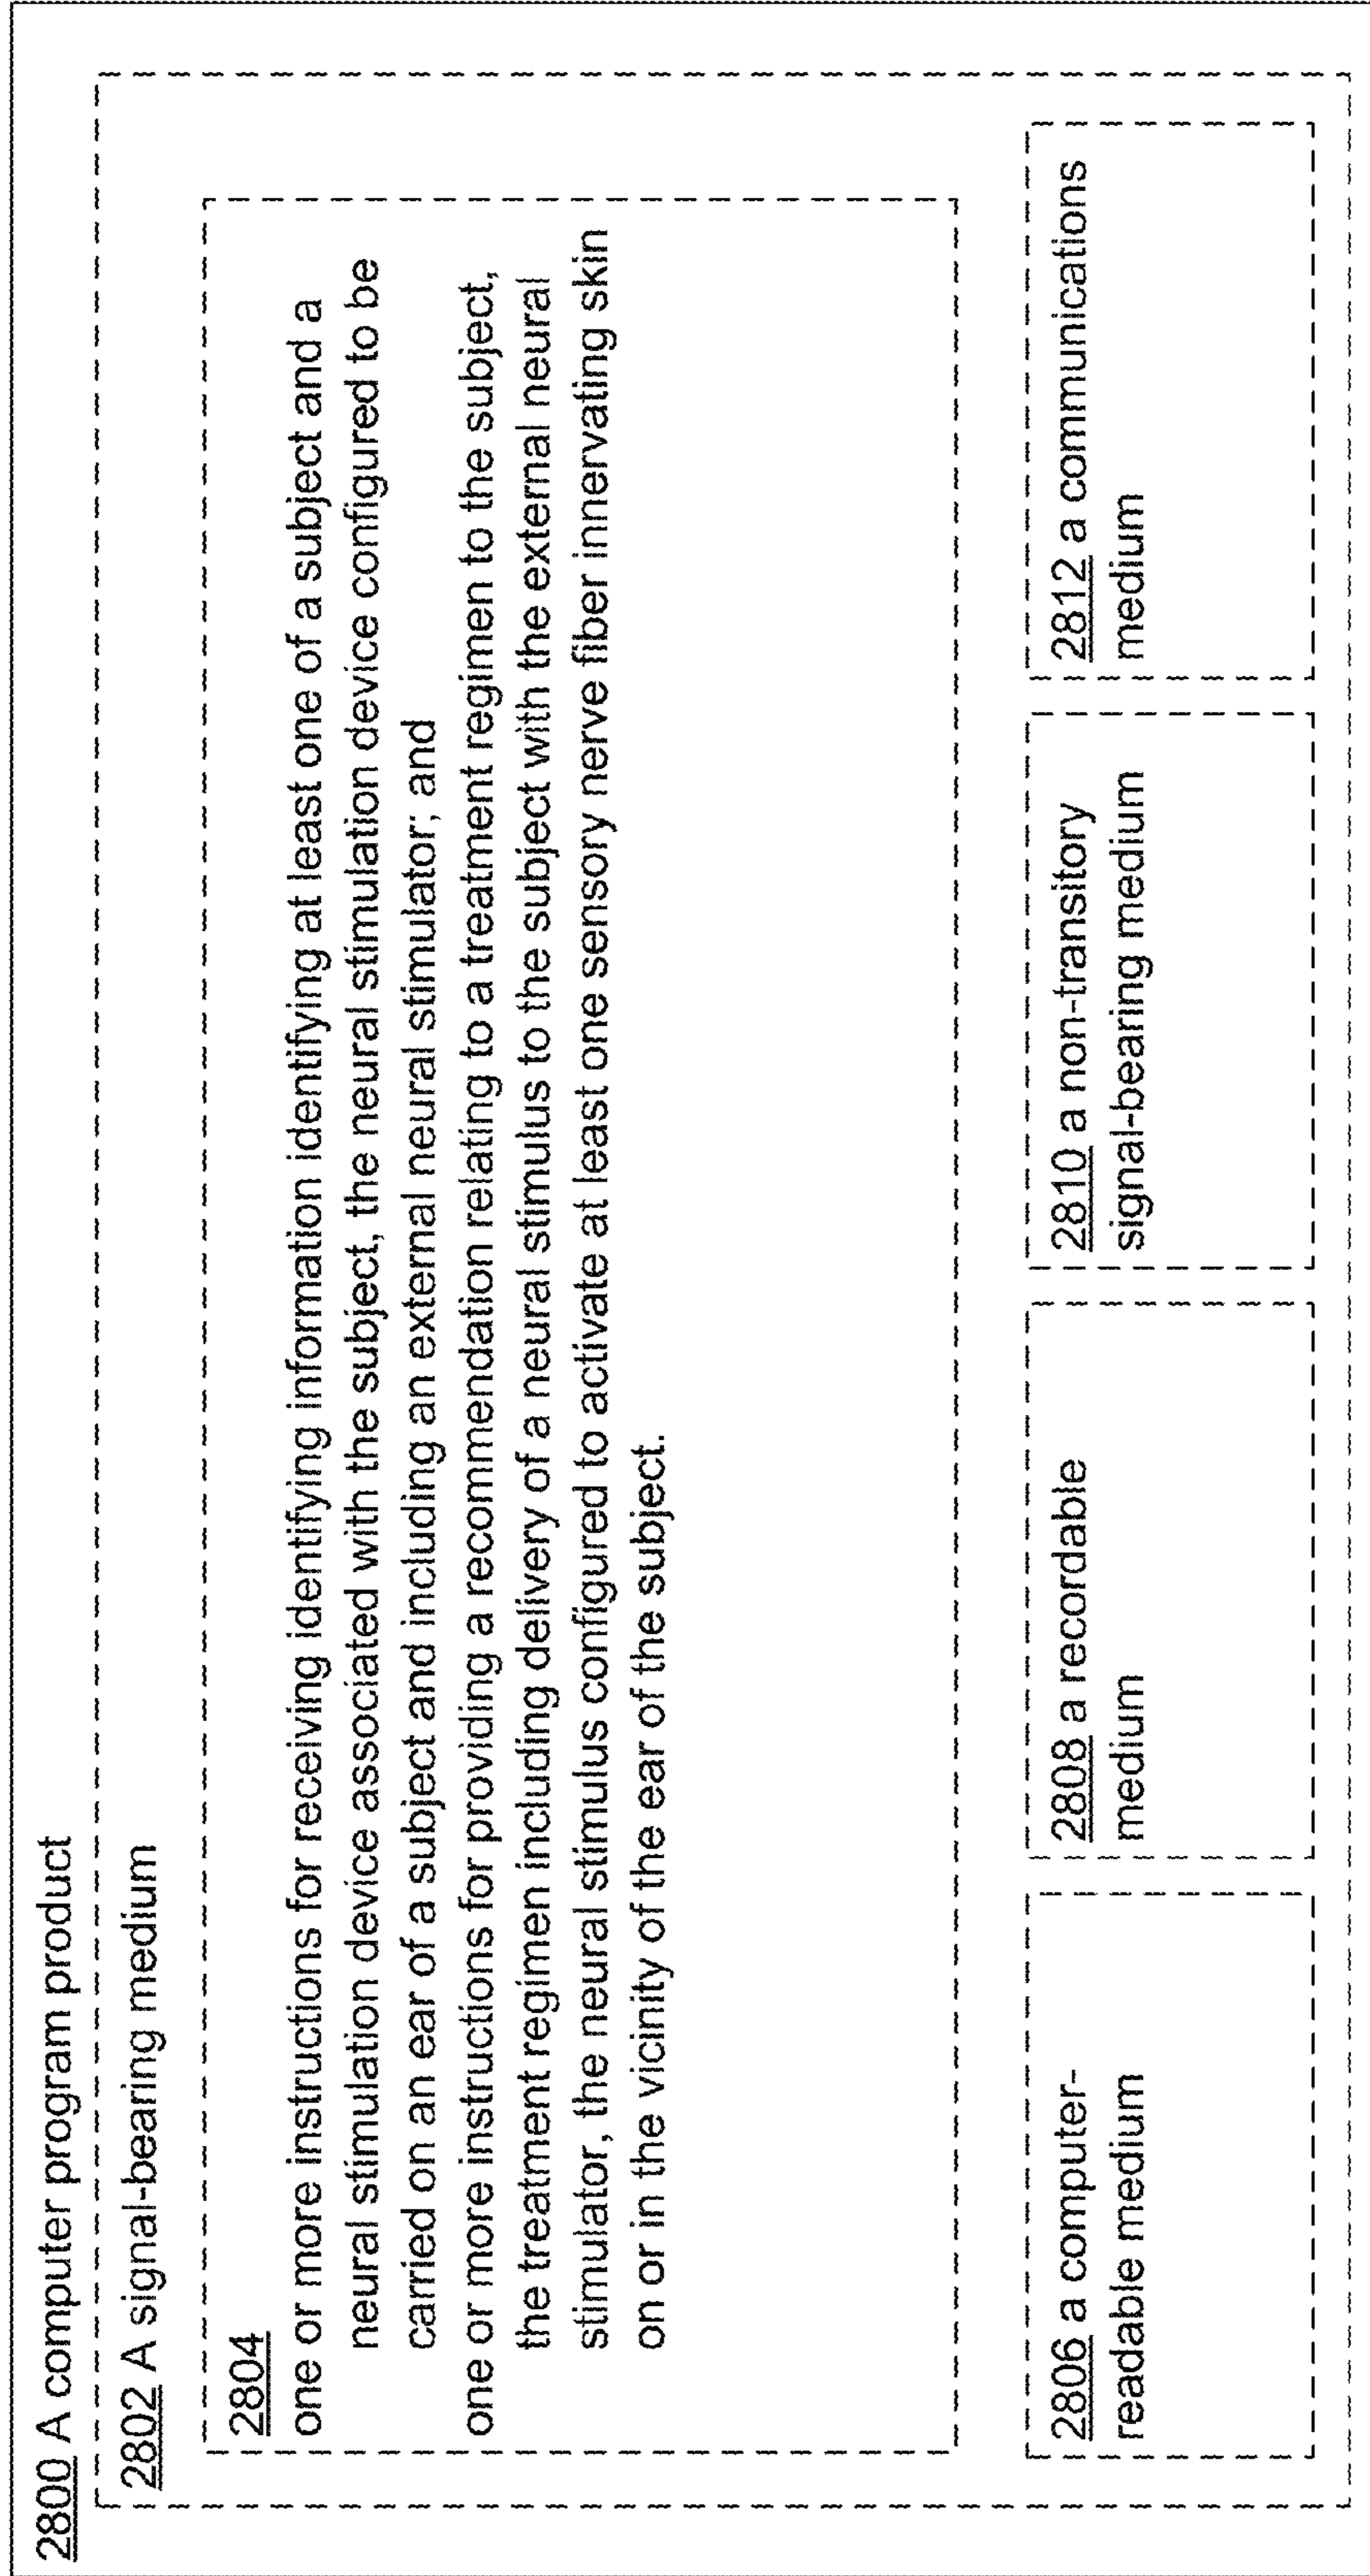 2800 A computer program product
2802 A signal-bearing medium
2804
one or more instructions for receiving identifying information identifying at least one of a subject and a
neural stimulation device associated with the subject, the neural stimulation device configured to be
carried on an ear of a subject and including an external neural stimulator; and
one or more instructions for providing a recommendation relating to a treatment regimen to the subject,
the treatment regimen including delivery of a neural stimulus to the subject with the external neural
stimulator, the neural stimulus configured to activate at least one sensory nerve fiber innervating skin
on or in the vicinity of the ear of the subject.
2806 a computer-
readable medium
2808 a recordable
medium
2810 a non-transitory
signal-bearing medium
2812 a communications
medium